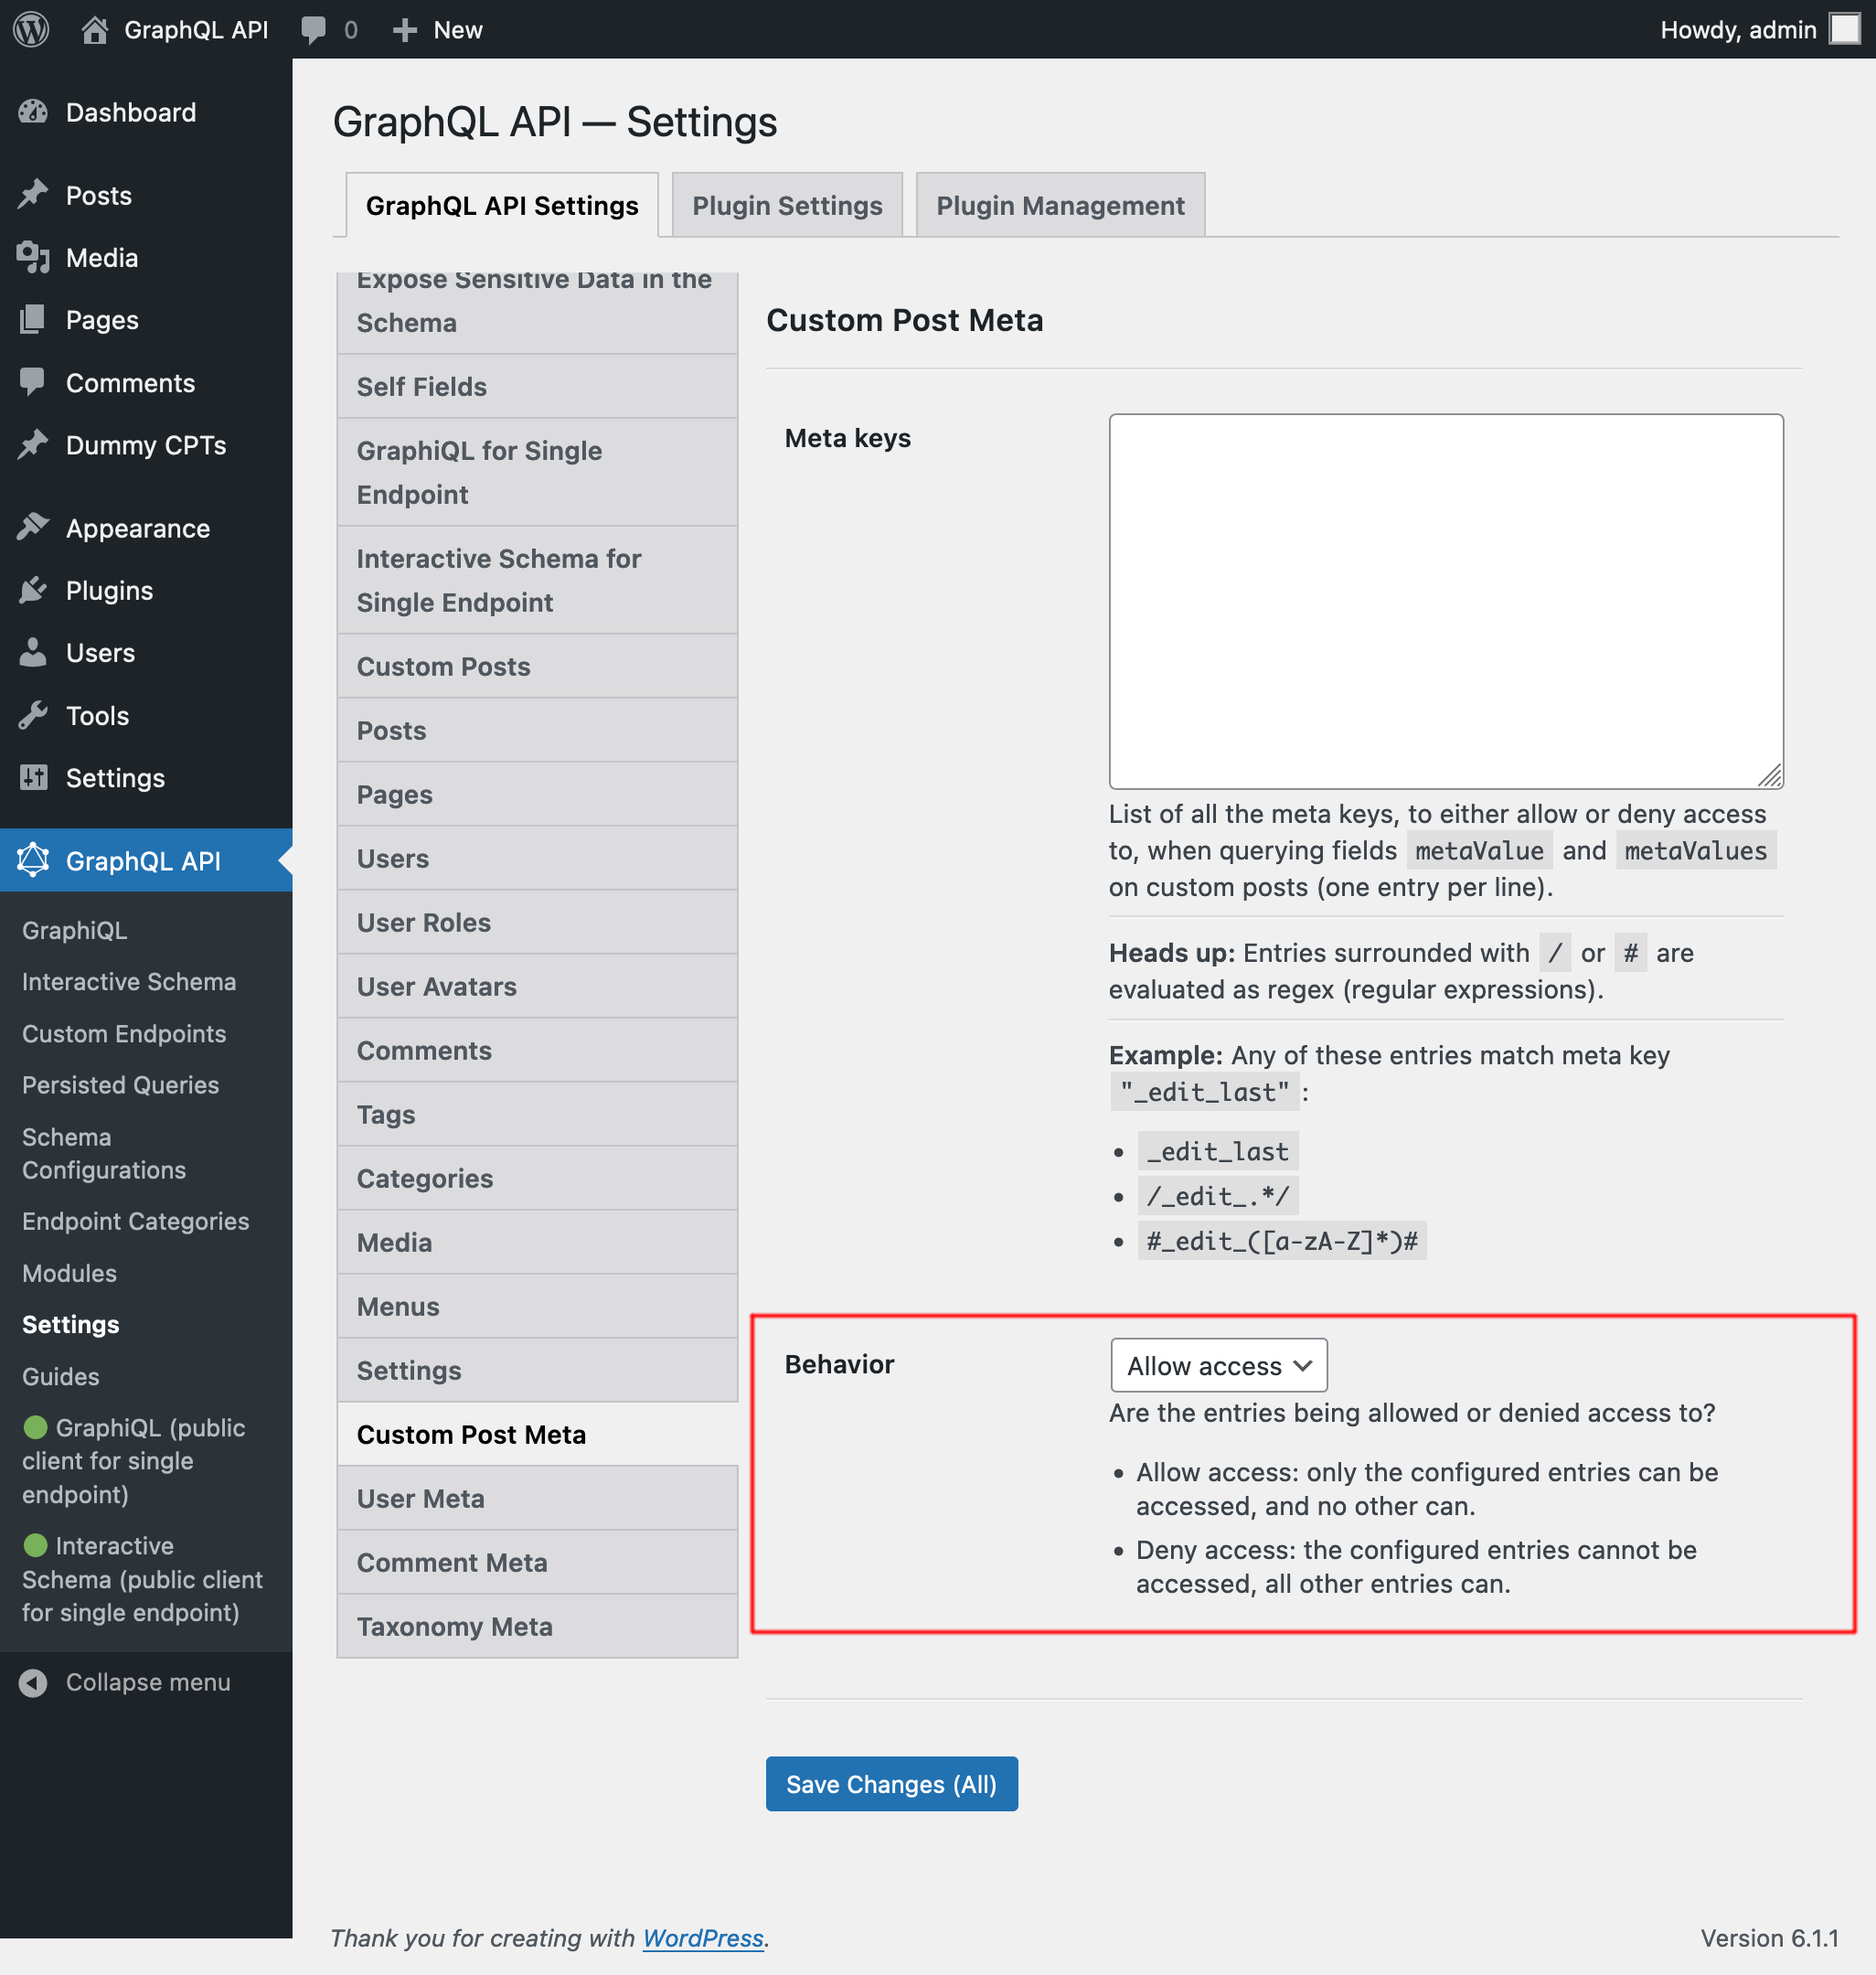 GraphQL API 0 New Howdy, admin
Dashboard
Posts
Media
Pages
Comments
Dummy CPTs
Appearance
Plugins
Users
Tools
Settings
GraphQL API
GraphiQL
Interactive Schema
Custom Endpoints
Persisted Queries
Schema
Configurations
Endpoint Categories
Modules
Settings
Guides
GraphiQL (public
client for single
endpoint)
Interactive
Schema (public client
for single endpoint)
Collapse menu
GraphQL API — Settings
GraphQL API Settings Plugin Settings Plugin Management
Expose Sensitive Data in the
Schema
Self Fields
GraphiQL for Single
Endpoint
Interactive Schema for
Single Endpoint
Custom Posts
Posts
Pages
Users
User Roles
User Avatars
Comments
Tags
Categories
Media
Menus
Settings
Custom Post Meta
User Meta
Comment Meta
Taxonomy Meta
Custom Post Meta
Meta keys
List of all the meta keys, to either allow or deny access
to, when querying fields metaValue and metaValues
on custom posts (one entry per line).
Heads up: Entries surrounded with / or # are
evaluated as regex (regular expressions).
Example: Any of these entries match meta key
"_edit_last" :
• _edit_last
• /_edit_.*/
• #_edit_([a-zA-Z]*)#
Behavior
Allow access
Are the entries being allowed or denied access to?
• Allow access: only the configured entries can be
accessed, and no other can.
• Deny access: the configured entries cannot be
accessed, all other entries can.
Save Changes (All)
Thank you for creating with WordPress. Version 6.1.1